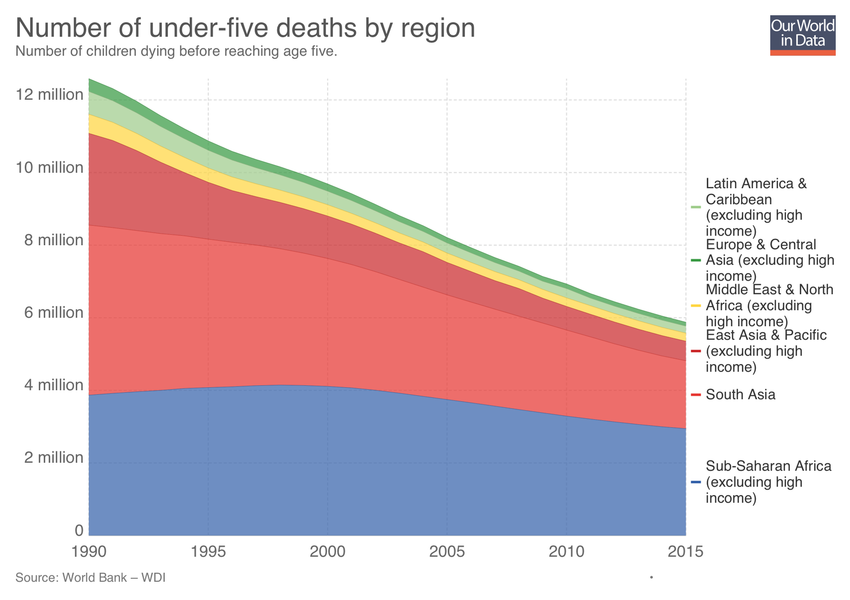 Number of under-five deaths by region
Number of children dying before reaching age five.
Our World
in Data
12 million
10 million
8 million
6 million
4 million
2 million
0
1990
1995
2000
2005
2010
2015
Latin America &
Caribbean
(excluding high
income)
Europe & Central
Asia (excluding high
income)
Middle East & North
Africa (excluding
high income)
East Asia & Pacific
(excluding high
income)
South Asia
Sub-Saharan Africa
(excluding high
income)
Source: World Bank – WDI